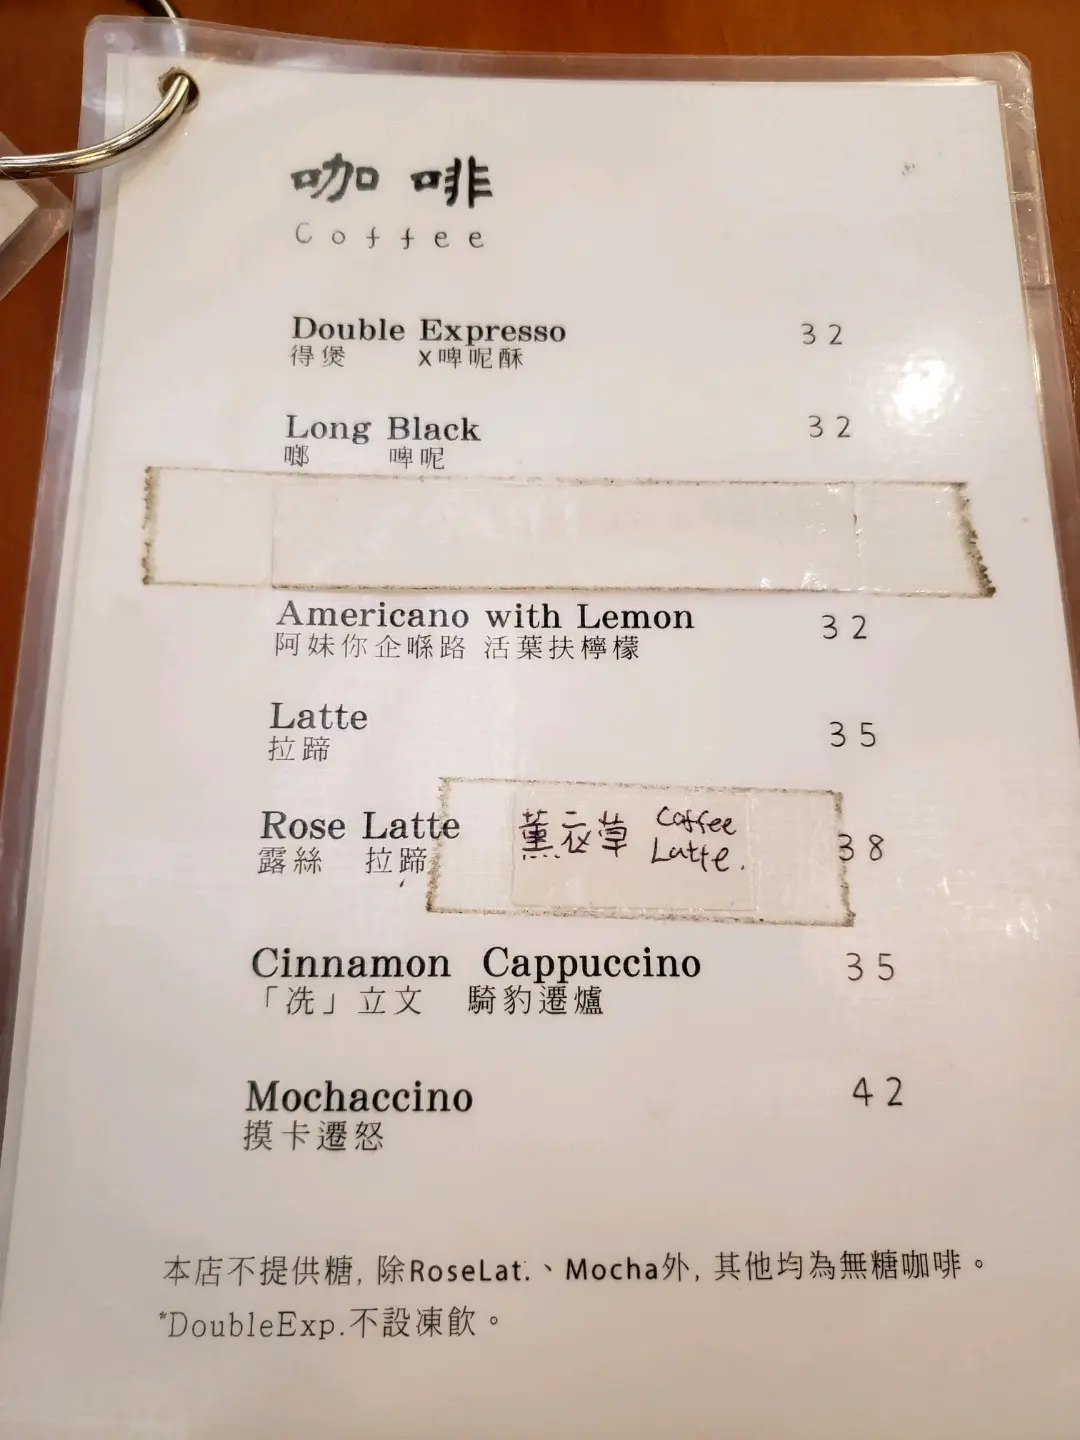 咖啡
Coffee
Double Expresso 32
得煲 X啤呢酥
Long Black 32
啷 啤呢
Americano with Lemon 32
阿妹你企喺路 活葉扶檸檬
Latte 35
拉蹄
Rose Latte 薰衣草 Coffee Latte. 38
露絲 拉蹄
Cinnamon Cappuccino 35
「冼」立文 騎豹遷爐
Mochaccino 42
摸卡遷怒
本店不提供糖, 除RoseLat.、Mocha外, 其他均為無糖咖啡。
*DoubleExp.不設凍飲。